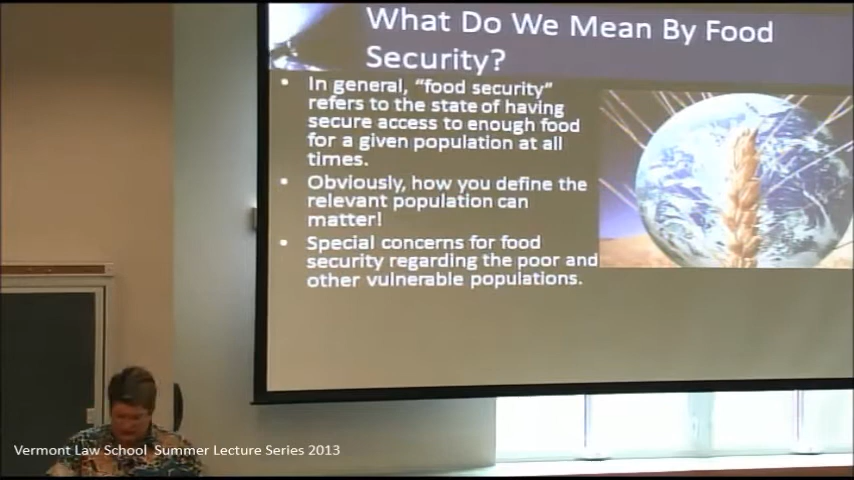 What Do We Mean By Food
Security?
• In general, "food security"
refers to the state of having
secure access to enough food
for a given population at all
times.
• Obviously, how you define the
relevant population can
matter!
• Special concerns for food
security regarding the poor and
other vulnerable populations.
Vermont Law School Summer Lecture Series 2013